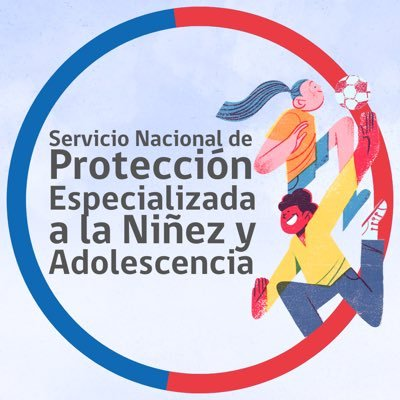 Servicio Nacional de
Protección
Especializada
a la Niñez y
Adolescencia